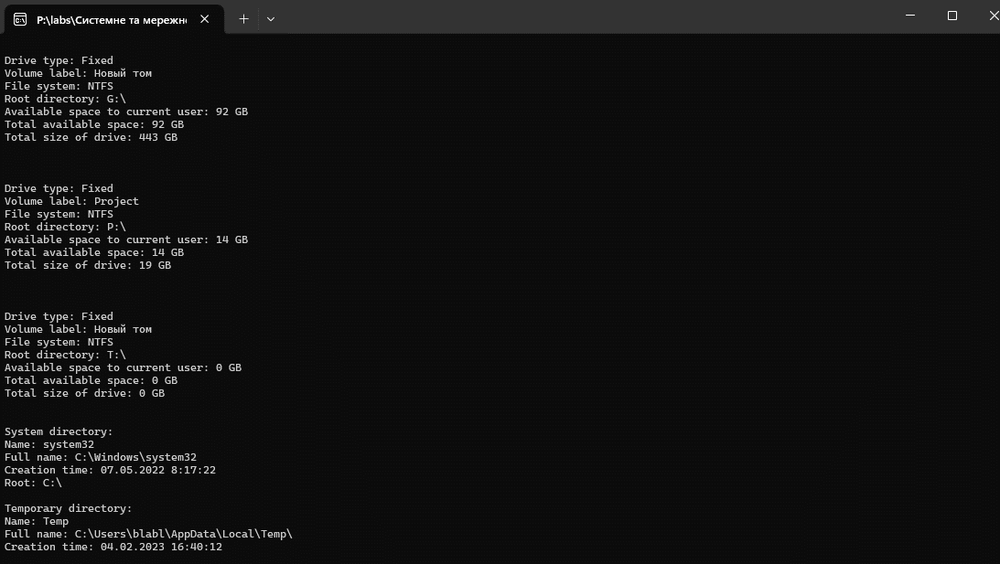 P:\labs\Системне та мережн
Drive type: Fixed
Volume label: Новый том
File system: NTFS
Root directory: G:\
Available space to current user: 92 GB
Total available space: 92 GB
Total size of drive: 443 GB
Drive type: Fixed
Volume label: Project
File system: NTFS
Root directory: P:\
Available space to current user: 14 GB
Total available space: 14 GB
Total size of drive: 19 GB
Drive type: Fixed
Volume label: Новый том
File system: NTFS
Root directory: T:\
Available space to current user: 0 GB
Total available space: 0 GB
Total size of drive: 0 GB
System directory:
Name: system32
Full name: C:\Windows\system32
Creation time: 07.05.2022 8:17:22
Root: C:\
Temporary directory:
Name: Temp
Full name: C:\Users\blabl\AppData\Local\Temp\
Creation time: 04.02.2023 16:40:12